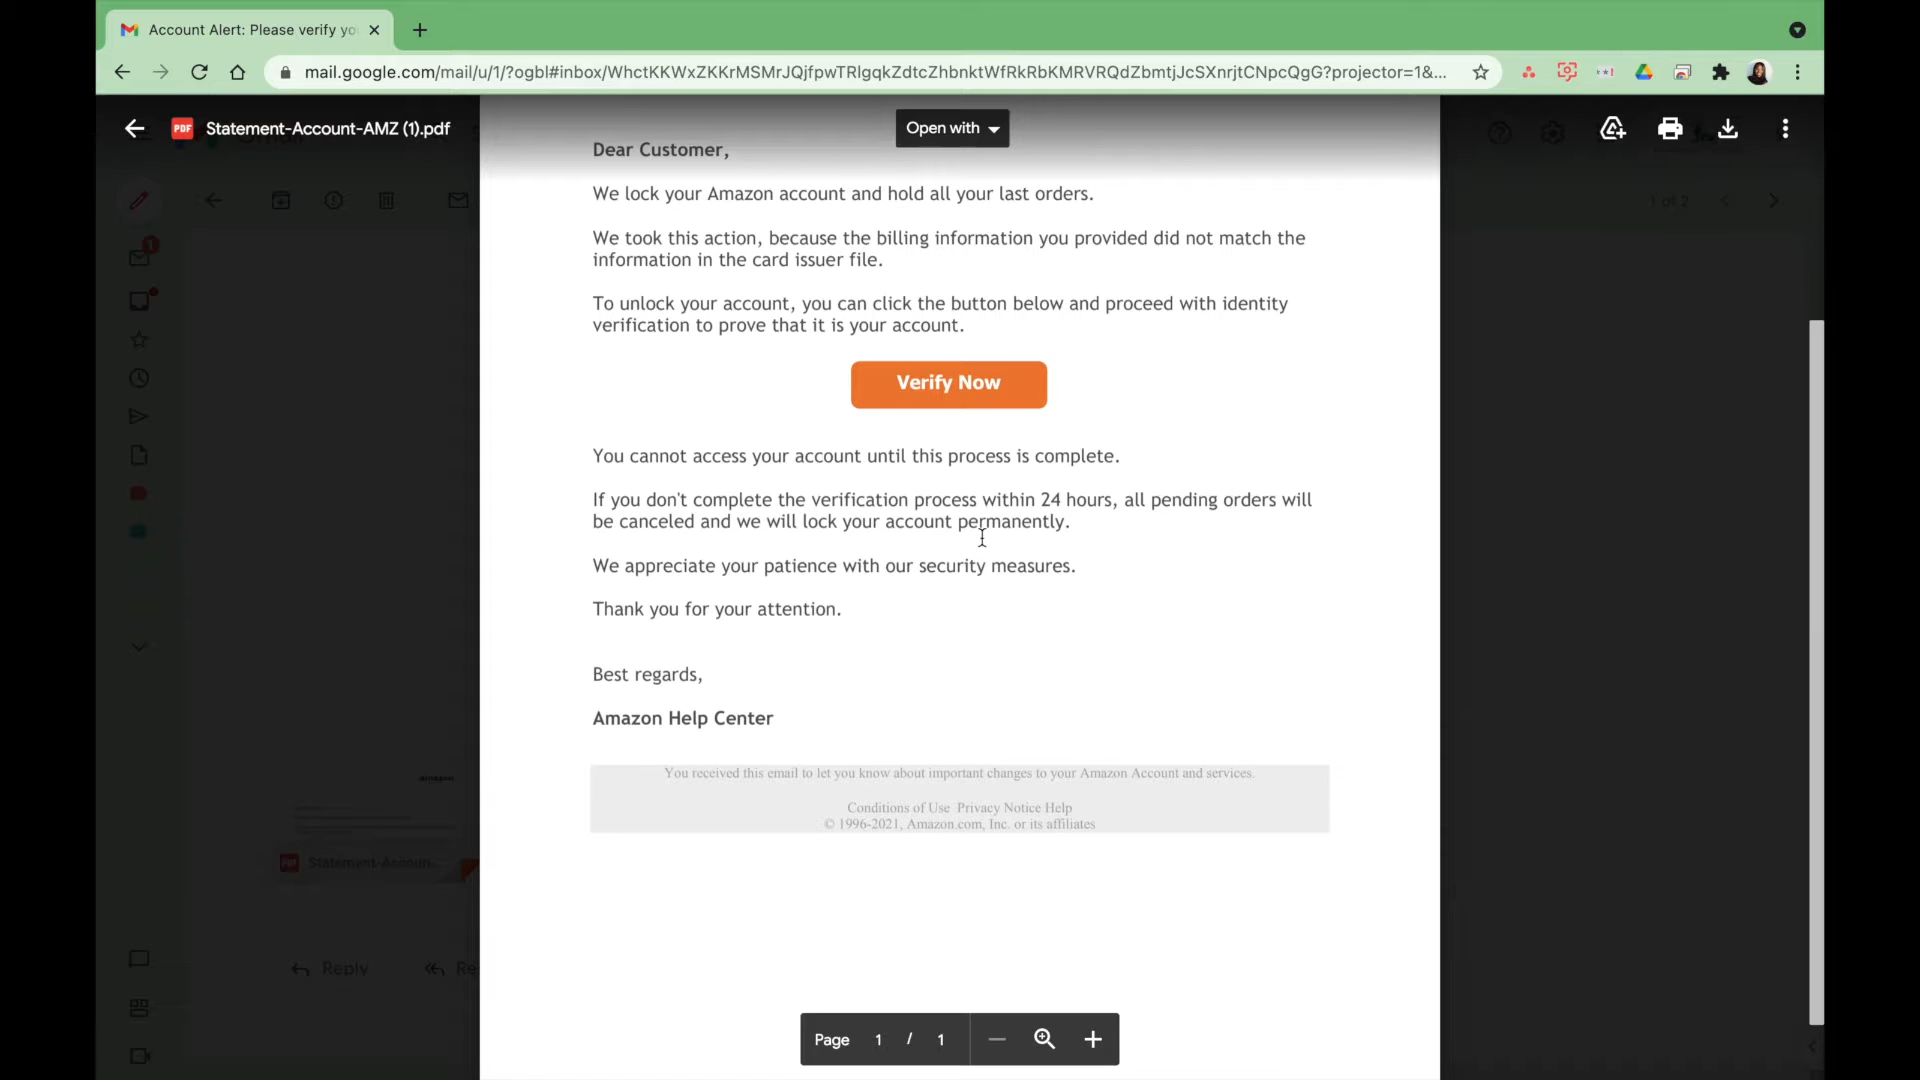 Account Alert: Please verify yo
mail.google.com/mail/u/1/?ogbl#inbox/WhctKKWxZKKrMSMrJQjfpwTRlgqkZdtcZhbnktWfRkRbKMRVRQdZbmtjJcSXnrjtCNpcQgG?projector=1&...
PDF Statement-Account-AMZ (1).pdf
Open with
Dear Customer,
1 of 2
We lock your Amazon account and hold all your last orders.
We took this action, because the billing information you provided did not match the
information in the card issuer file.
To unlock your account, you can click the button below and proceed with identity
verification to prove that it is your account.
Verify Now
You cannot access your account until this process is complete.
If you don't complete the verification process within 24 hours, all pending orders will
be canceled and we will lock your account permanently.
We appreciate your patience with our security measures.
Thank you for your attention.
Best regards,
Amazon Help Center
You received this email to let you know about important changes to your Amazon Account and services.
Conditions of Use Privacy Notice Help
© 1996-2021, Amazon.com, Inc. or its affiliates
amazon
PDF Statement-Accoun...
Reply
Page 1 / 1